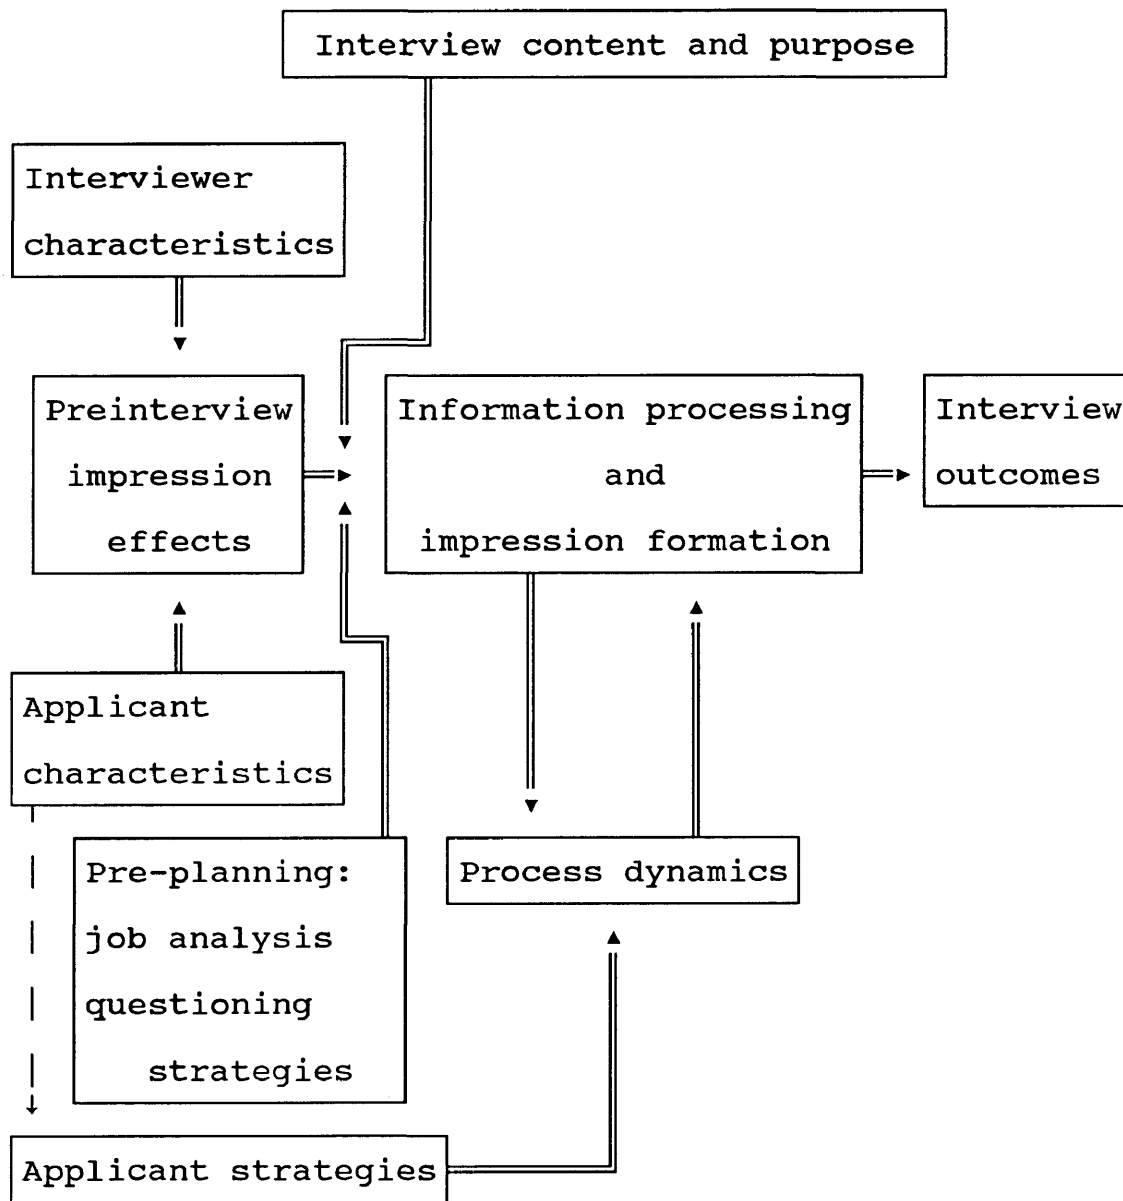 Interview content and purpose
Interviewer
characteristics
Preinterview
impression
effects
Information processing
and
impression formation
Interview
outcomes
Applicant
characteristics
Pre-planning:
job analysis
questioning
strategies
Process dynamics
Applicant strategies